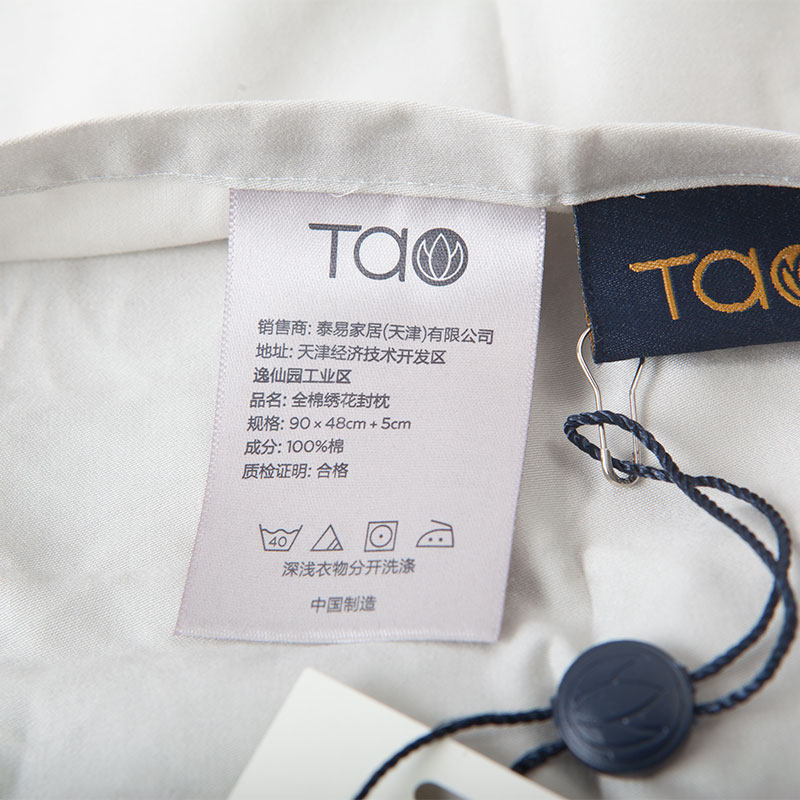 TAO
TAO
销售商: 泰易家居(天津)有限公司
地址: 天津经济技术开发区
逸仙园工业区
品名: 全棉绣花封枕
规格: 90 × 48cm + 5cm
成分: 100%棉
质检证明: 合格
40
深浅衣物分开洗涤
中国制造